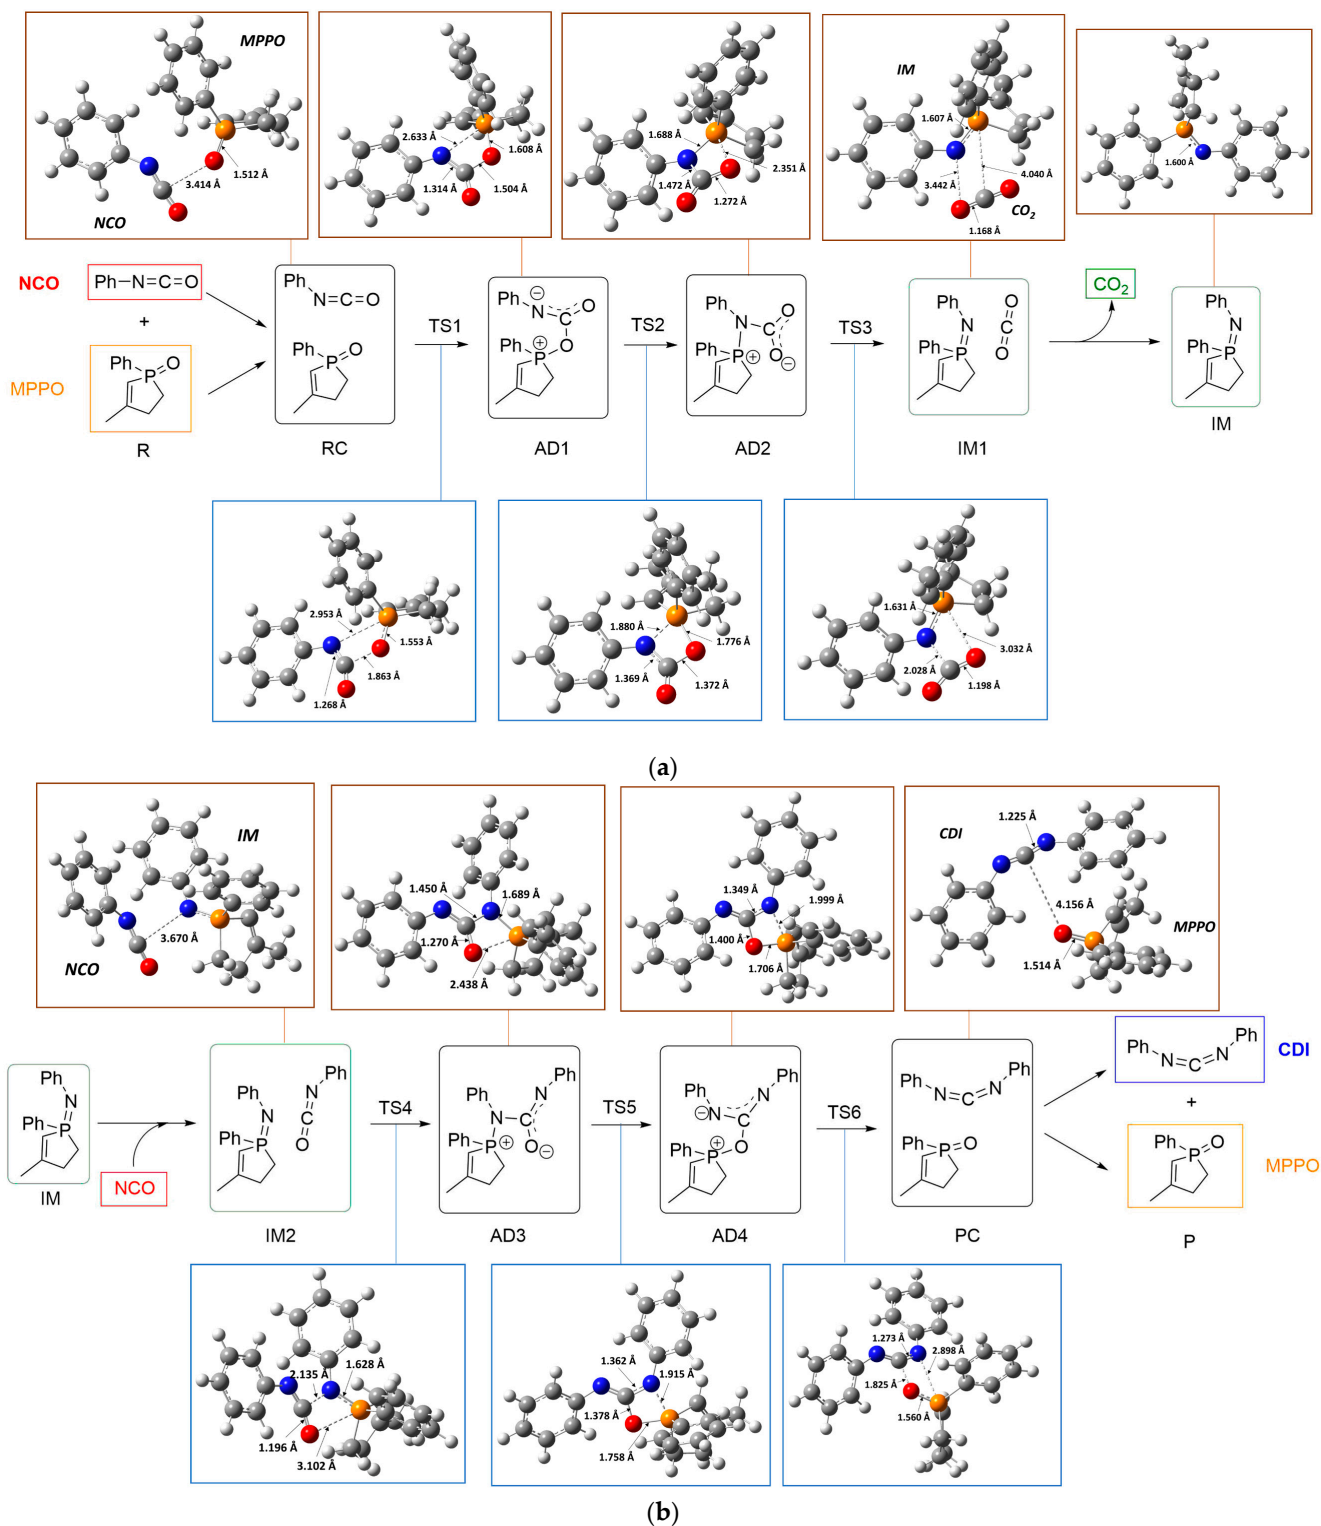 MPPO
NCO
3.414 Å
1.512 Å
2.633 Å
1.608 Å
1.314 Å
1.504 Å
1.688 Å
2.351 Å
1.472 Å
1.272 Å
IM
1.607 Å
4.040 Å
3.442 Å
CO2
1.168 Å
1.600 Å
NCO
Ph−N=C=O
+
MPPO
Ph P=O
R
Ph N=C=O
Ph P=O
RC
TS1
Ph N ⊖ C O
Ph P ⊕ O
AD1
TS2
Ph N C O
Ph P ⊕ O ⊖
AD2
TS3
Ph N O=C=O
Ph P
IM1
CO2
Ph N
Ph P
IM
2.953 Å
1.553 Å
1.863 Å
1.268 Å
1.880 Å
1.776 Å
1.369 Å
1.372 Å
1.631 Å
3.032 Å
2.028 Å
1.198 Å
(a)
IM
NCO
3.670 Å
1.450 Å
1.689 Å
1.270 Å
2.438 Å
1.349 Å
1.999 Å
1.400 Å
1.706 Å
CDI
1.225 Å
4.156 Å
MPPO
1.514 Å
Ph N
Ph P
IM
NCO
Ph N Ph N=C=O
Ph P
IM2
TS4
Ph N C N Ph
Ph P ⊕ O ⊖
AD3
TS5
Ph N ⊖ C N Ph
Ph P ⊕ O
AD4
TS6
Ph N=C=N Ph
Ph P=O
PC
Ph N=C=N Ph
CDI
+
Ph P=O
MPPO
P
2.135 Å
1.628 Å
1.196 Å
3.102 Å
1.362 Å
1.915 Å
1.378 Å
1.758 Å
1.273 Å
2.898 Å
1.825 Å
1.560 Å
(b)